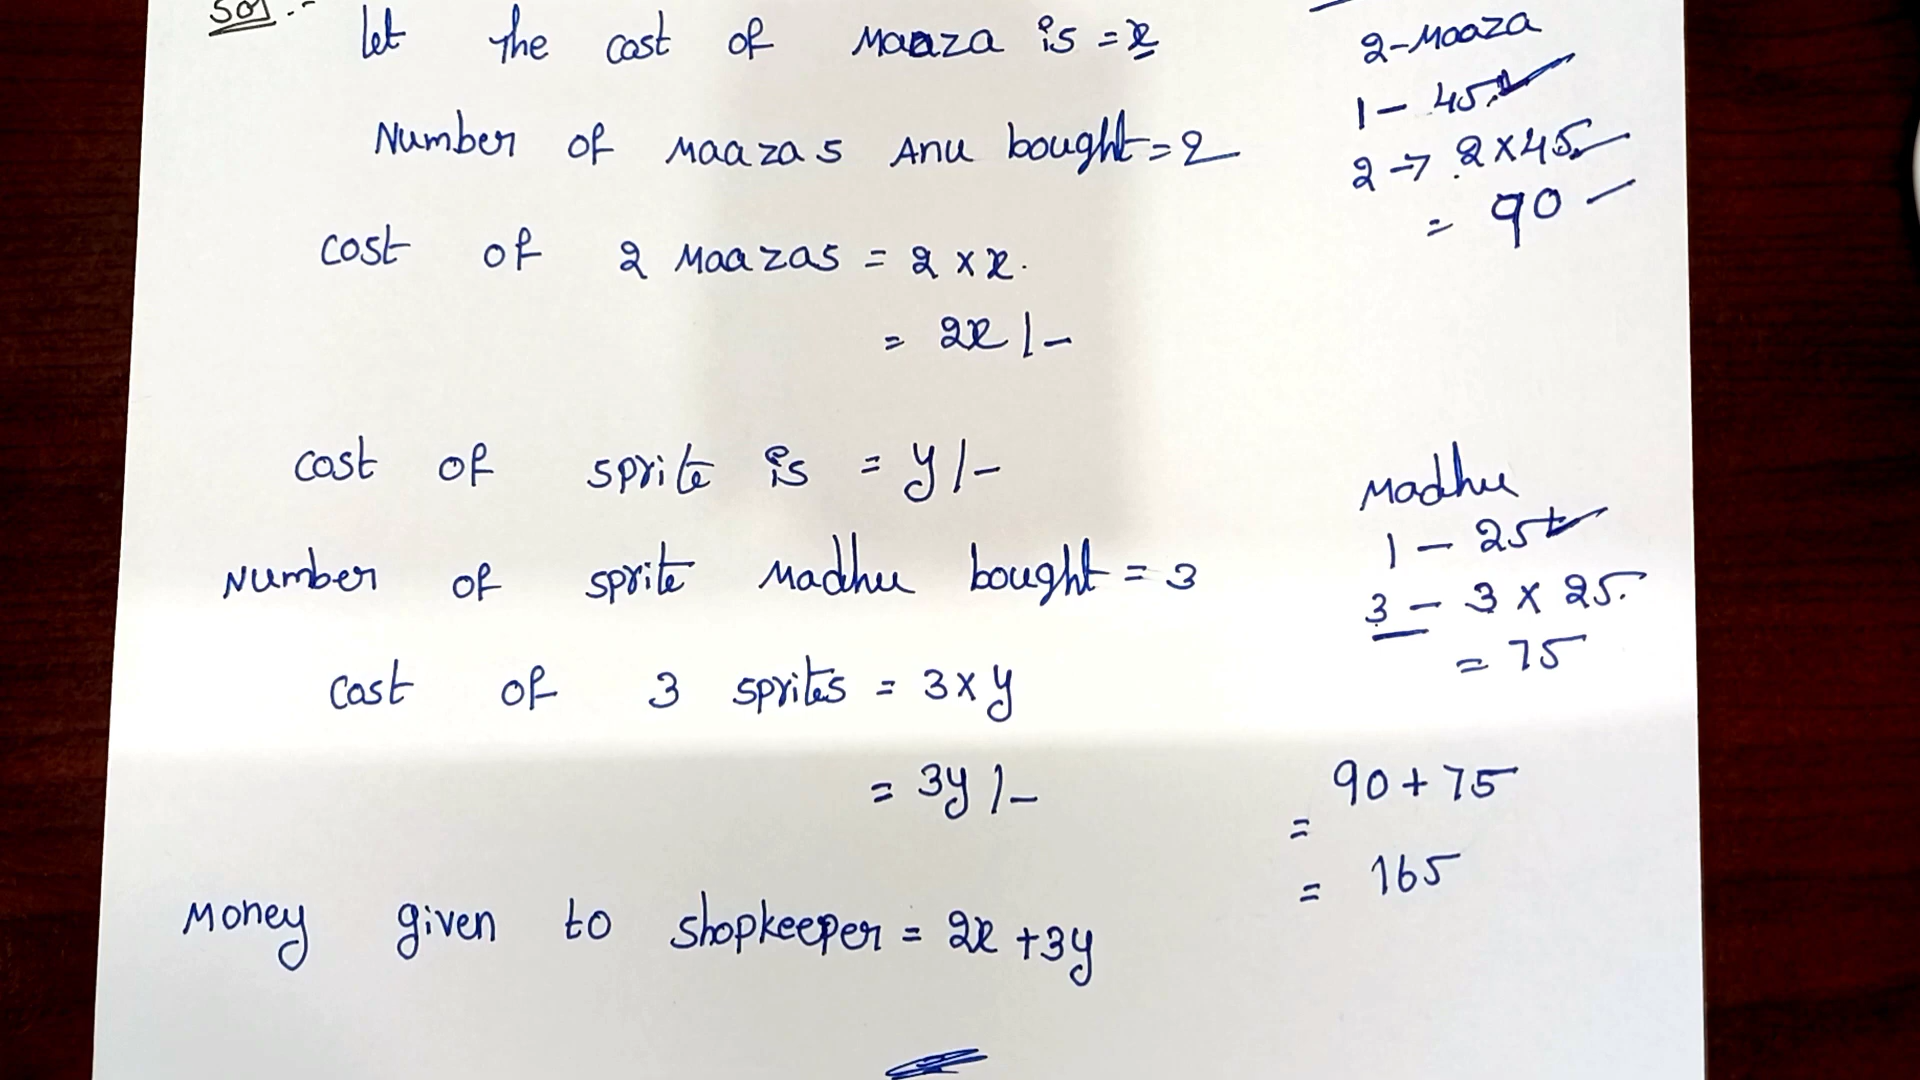 Sol :-
let the cost of Maaza is = x
Number of Maazas Anu bought = 2
cost of 2 Maazas = 2 × x.
= 2x /-
cost of sprite is = y /-
Number of sprite Madhu bought = 3
cost of 3 sprites = 3 × y
= 3y /-
Money given to shopkeeper = 2x + 3y
2-Maaza
1 - 45
2 → 2 × 45
= 90
Madhu
1 - 25
3 - 3 × 25.
= 75
90 + 75
=
= 165